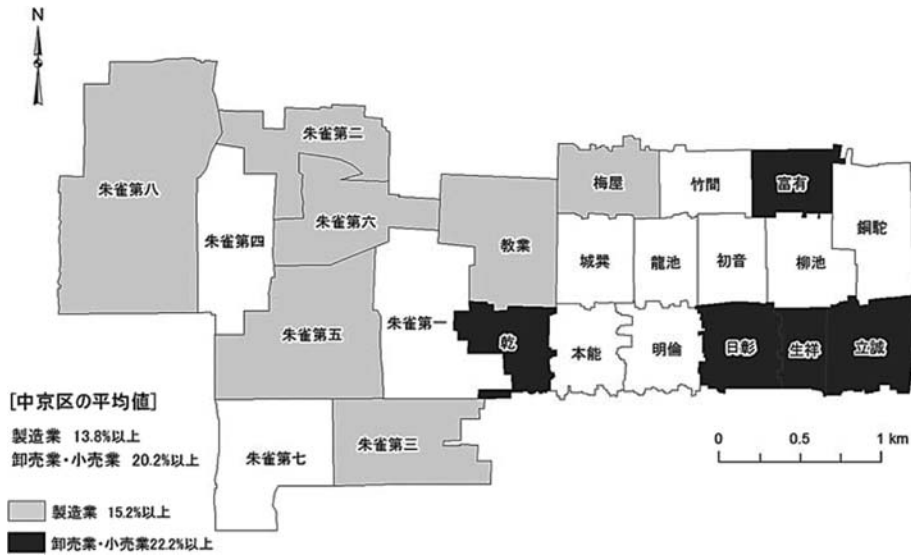 N
朱雀第二
朱雀第八
梅屋
竹間
富有
朱雀第六
銅駝
朱雀第四
教業
城巽
龍池
初音
柳池
朱雀第五
朱雀第一
乾
本能
明倫
日彰
生祥
立誠
[中京区の平均値]
製造業 13.8%以上
卸売業・小売業 20.2%以上
朱雀第七
朱雀第三
0 0.5 1 km
製造業 15.2%以上
卸売業・小売業22.2%以上